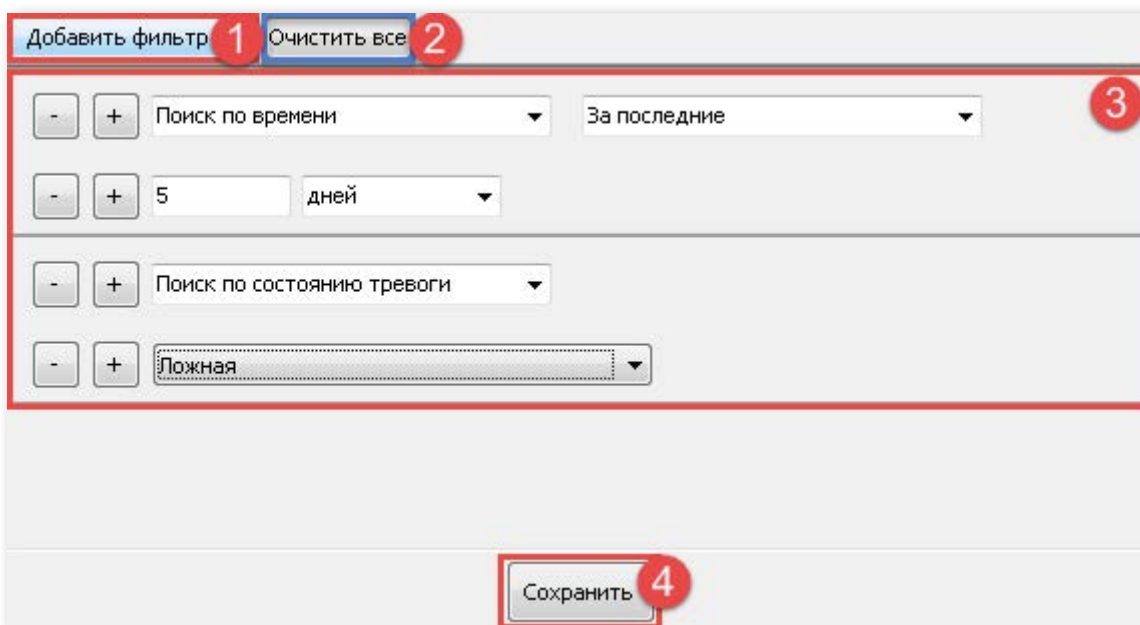 Добавить фильтр 1 Очистить все 2
3
- + Поиск по времени За последние
- + 5 дней
- + Поиск по состоянию тревоги
- + Ложная
Сохранить 4